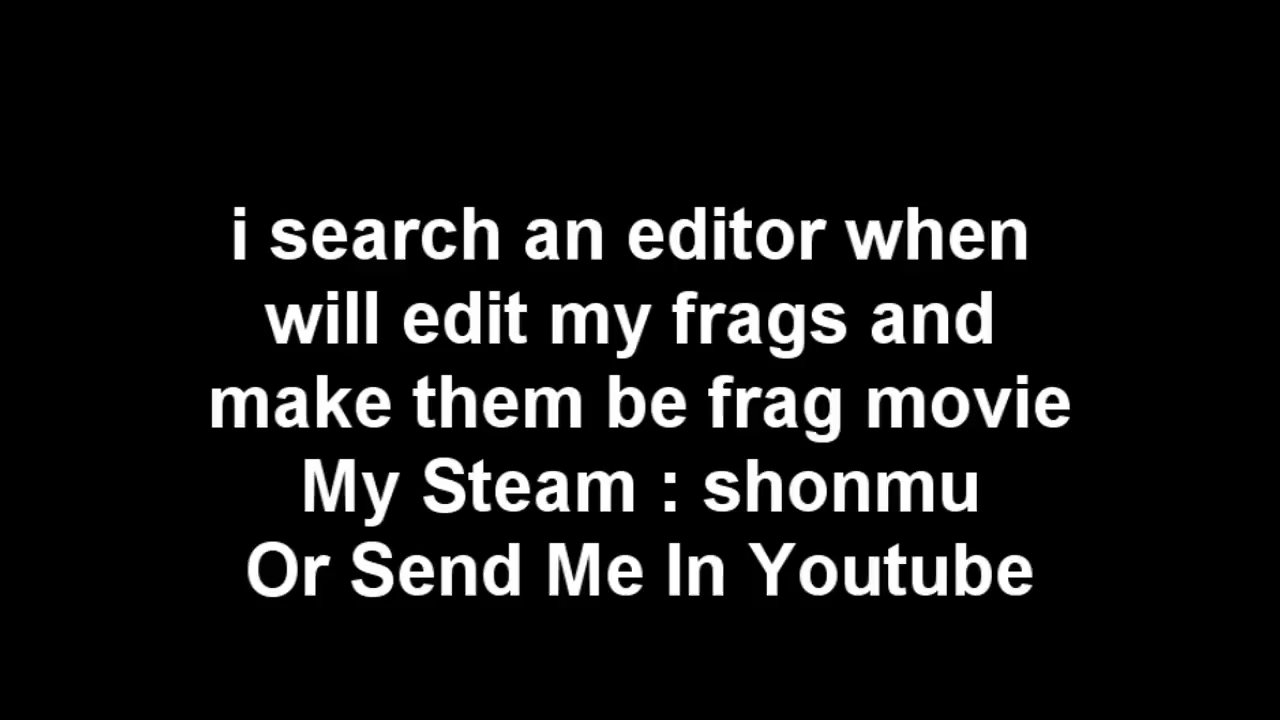 i search an editor when
will edit my frags and
make them be frag movie
My Steam : shonmu
Or Send Me In Youtube